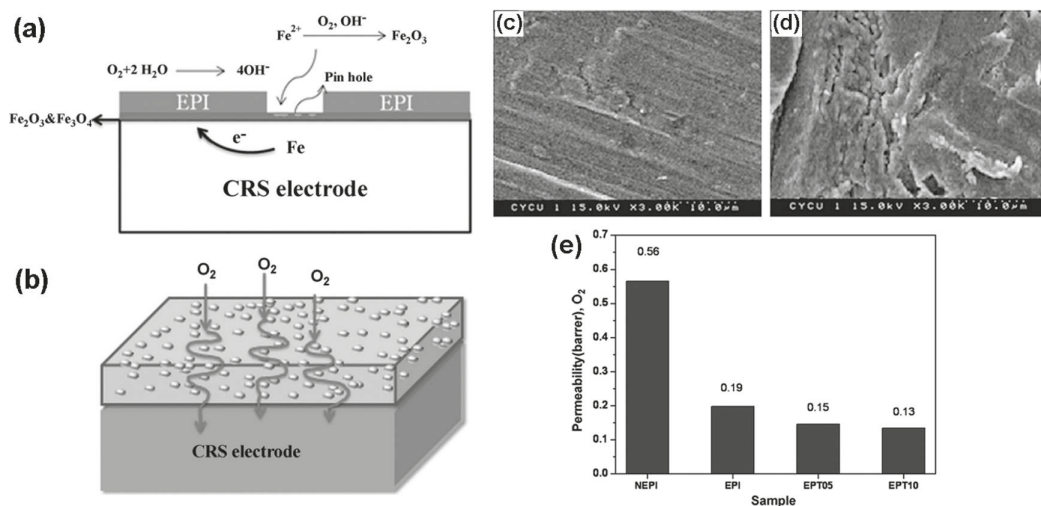 (a)
O₂, OH⁻
Fe²⁺ → Fe₂O₃
O₂+2 H₂O → 4OH⁻
Pin hole
EPI
EPI
Fe₂O₃&Fe₃O₄
e⁻
Fe
CRS electrode
(b)
O₂
O₂
O₂
CRS electrode
(c)
CYCU 1 15.0kV X3.00K 10.0μm
(d)
CYCU 1 15.0kV X3.00K 10.0μm
(e)
Permeability(barrer), O₂
0.7
0.6
0.5
0.4
0.3
0.2
0.1
0.0
0.56
0.19
0.15
0.13
NEPI EPI EPT05 EPT10
Sample